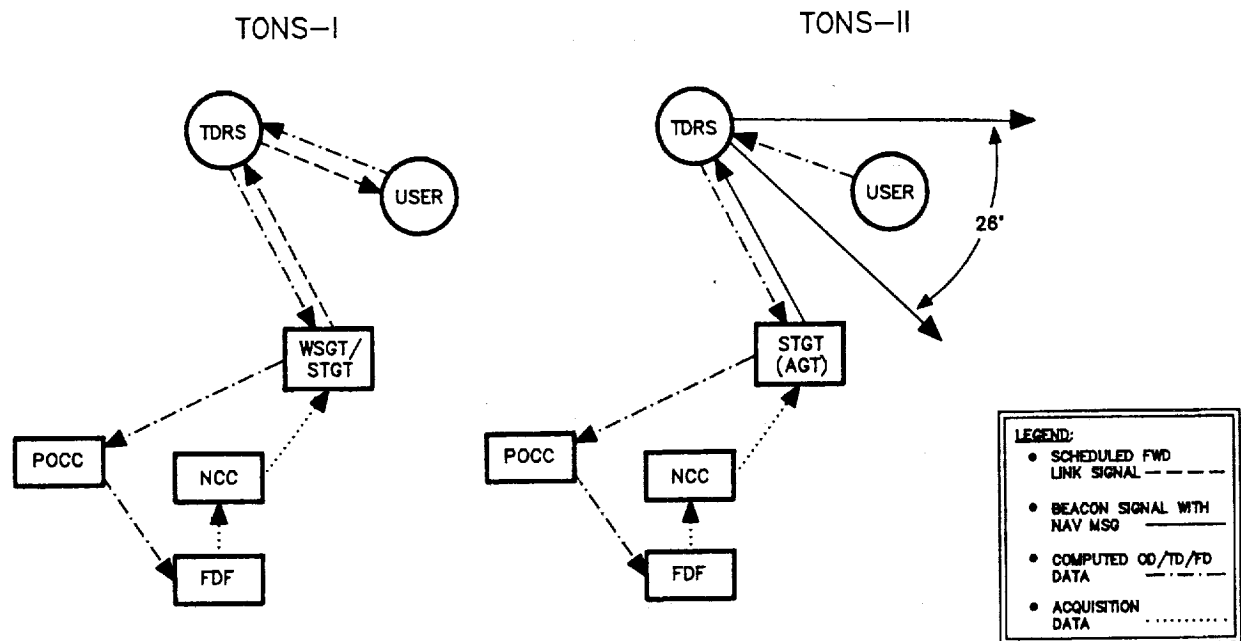 TONS-I
TDRS
USER
WSGT/
STGT
POCC
NCC
FDF
TONS-II
TDRS
USER
26°
STGT
(AGT)
POCC
NCC
FDF
LEGEND:
• SCHEDULED FWD
LINK SIGNAL
• BEACON SIGNAL WITH
NAV MSG
• COMPUTED OD/TD/FD
DATA
• ACQUISITION
DATA